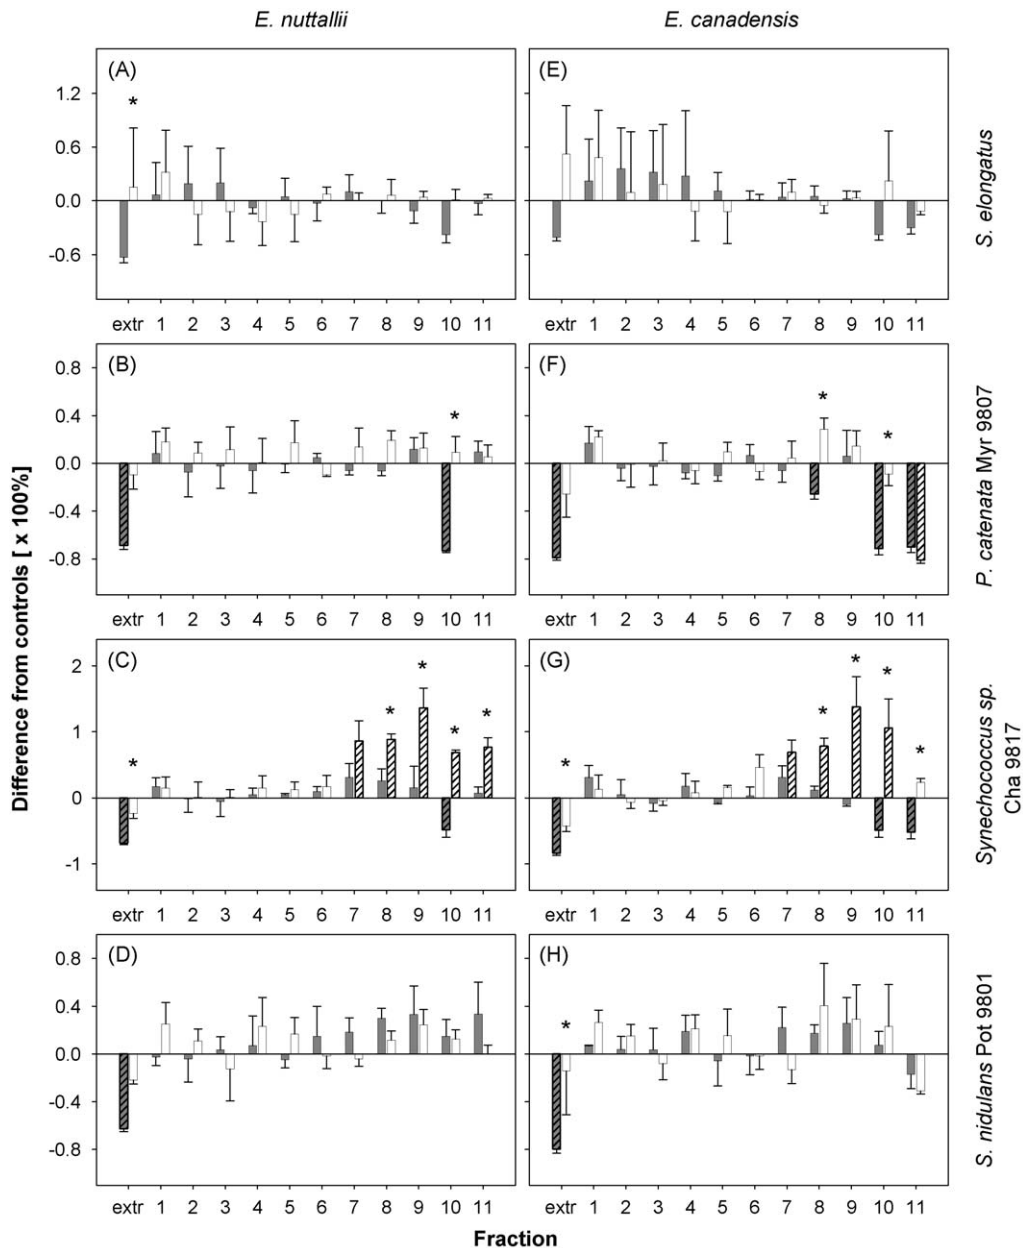 E. nuttallii
E. canadensis
Difference from controls [ x 100%]
(A)
*
1.2
0.6
0.0
-0.6
extr 1 2 3 4 5 6 7 8 9 10 11
(E)
extr 1 2 3 4 5 6 7 8 9 10 11
S. elongatus
(B)
*
0.8
0.4
0.0
-0.4
-0.8
extr 1 2 3 4 5 6 7 8 9 10 11
(F)
* *
extr 1 2 3 4 5 6 7 8 9 10 11
P. catenata Myr 9807
(C)
* * * * *
2
1
0
-1
extr 1 2 3 4 5 6 7 8 9 10 11
(G)
* * * * *
extr 1 2 3 4 5 6 7 8 9 10 11
Synechococcus sp.
Cha 9817
(D)
0.8
0.4
0.0
-0.4
-0.8
extr 1 2 3 4 5 6 7 8 9 10 11
(H)
*
extr 1 2 3 4 5 6 7 8 9 10 11
S. nidulans Pot 9801
Fraction